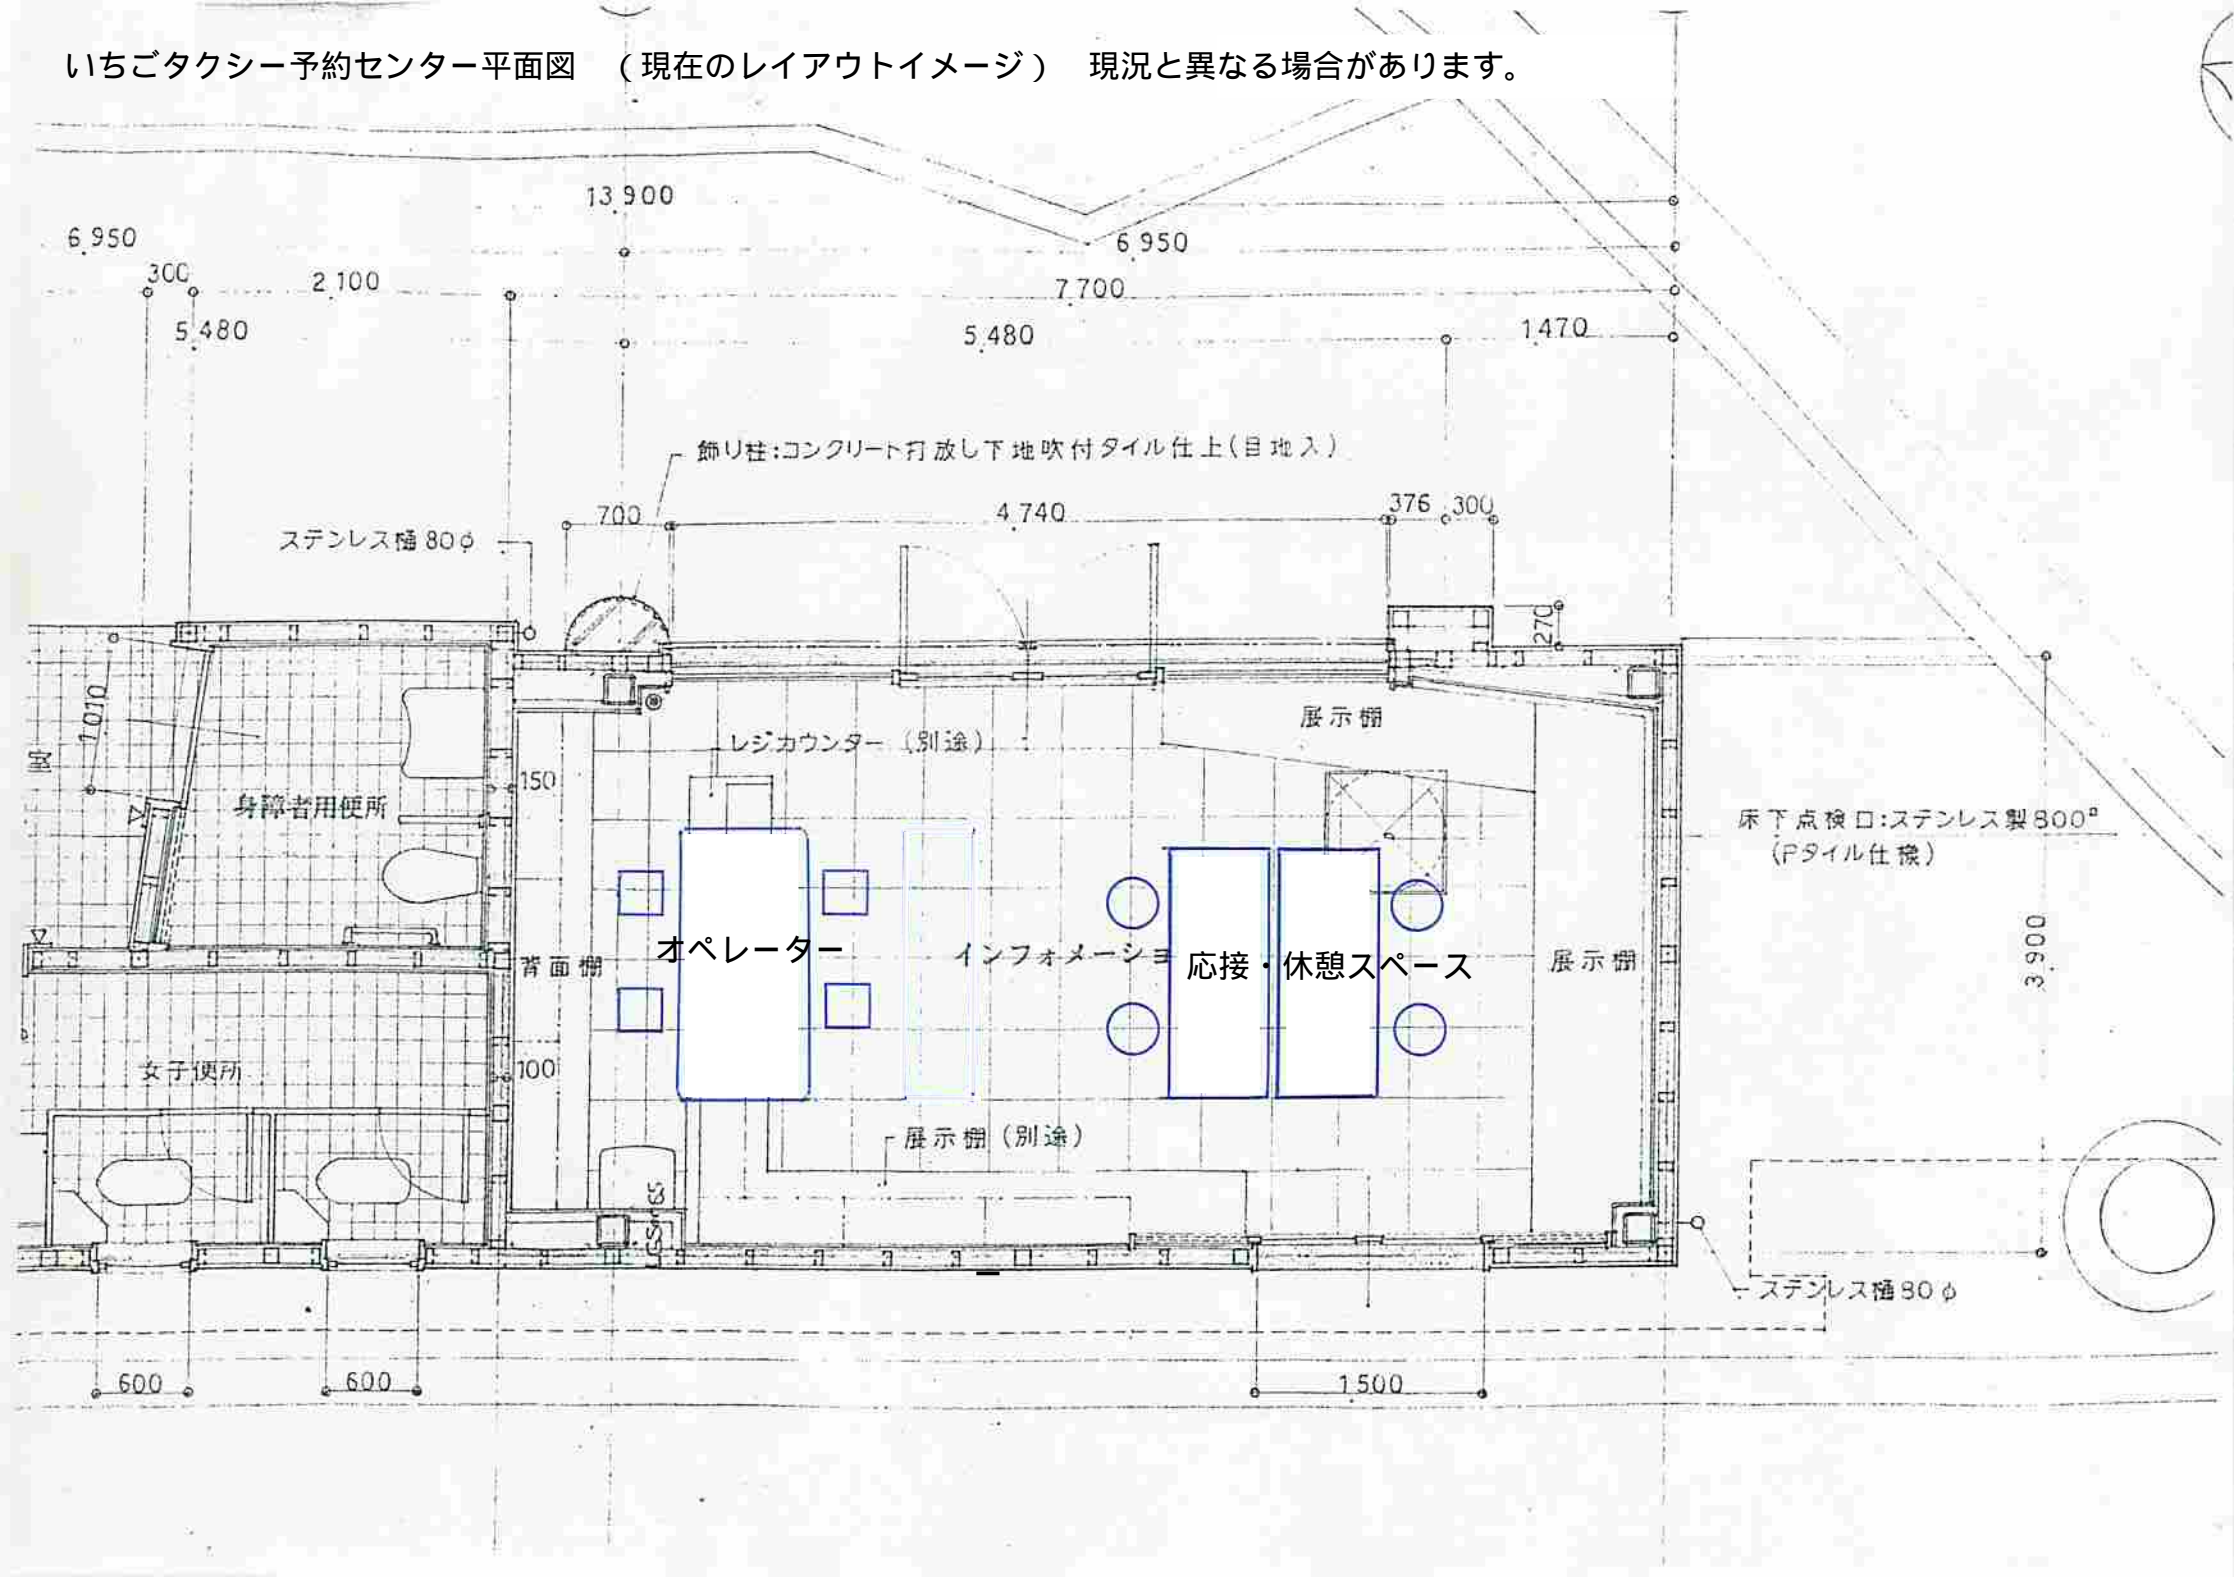 いちごタクシー予約センター平面図　（現在のレイアウトイメージ）　現況と異なる場合があります。
13.900
6.950
6.950
300
2.100
7.700
5.480
5.480
1.470
飾り柱:コンクリート打放し下地吹付タイル仕上(目地入)
700
4.740
376
300
ステンレス樋80φ
270
1010
展示棚
レジカウンター(別途)
室
150
身障者用便所
床下点検口:ステンレス製800°
(Pタイル仕様)
背面棚
オペレーター
インフォメーショ
応接・休憩スペース
展示棚
3.900
女子便所
100
展示棚(別途)
ステンレス樋80φ
600
600
1.500